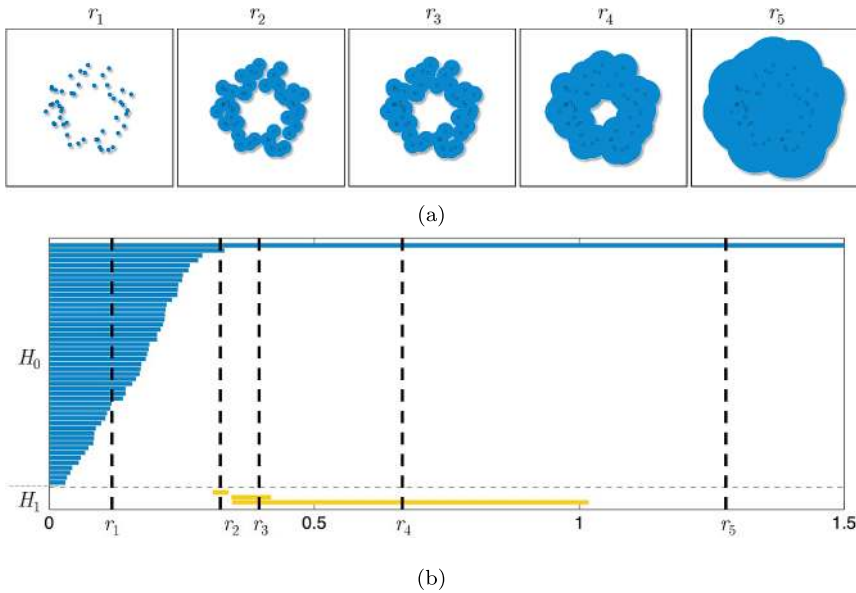 r₁ r₂ r₃ r₄ r₅
(a)
H₀
H₁
0 r₁ r₂ r₃ 0.5 r₄ 1 r₅ 1.5
(b)